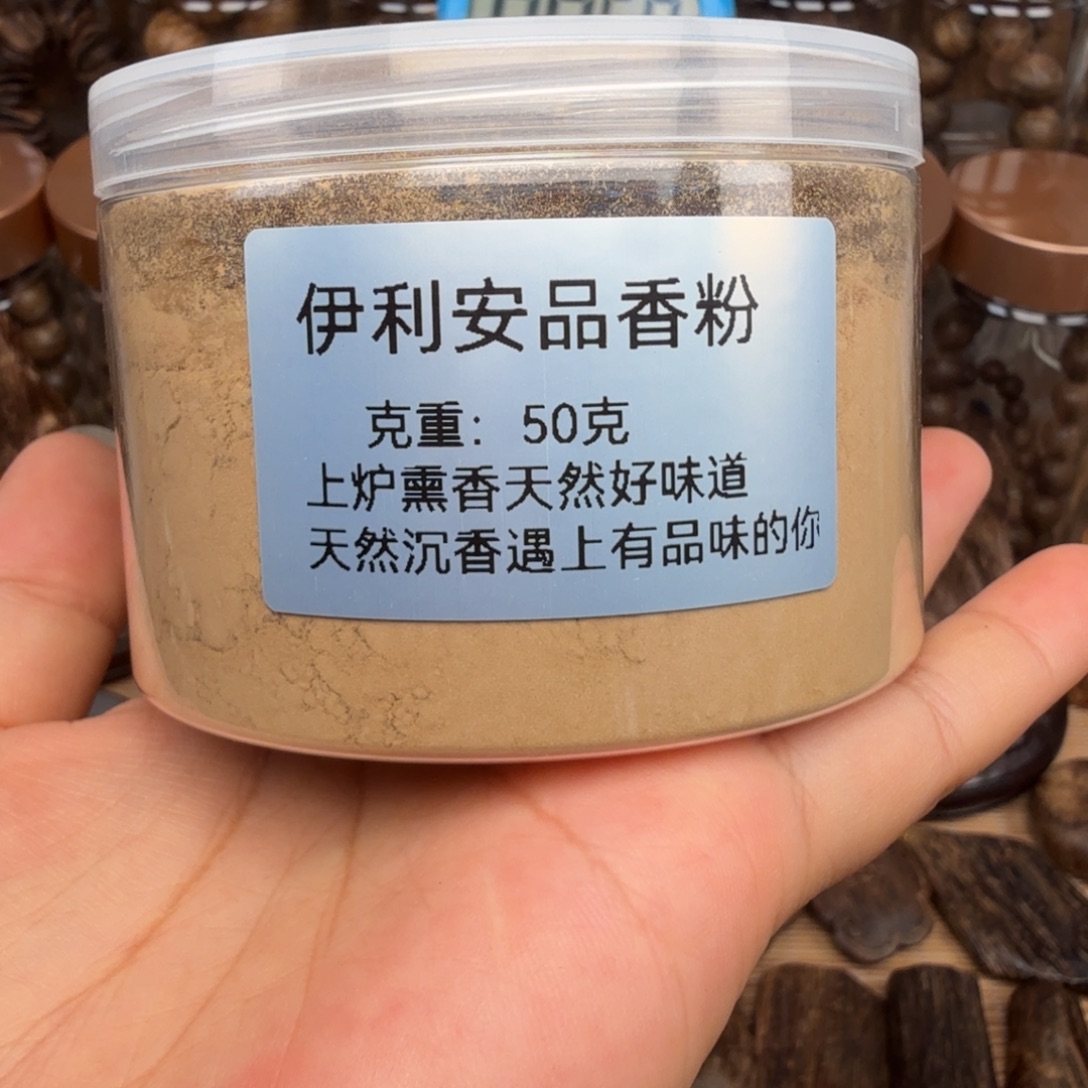 伊利安品香粉
克重：50克
上炉熏香天然好味道
天然沉香遇上有品味的你